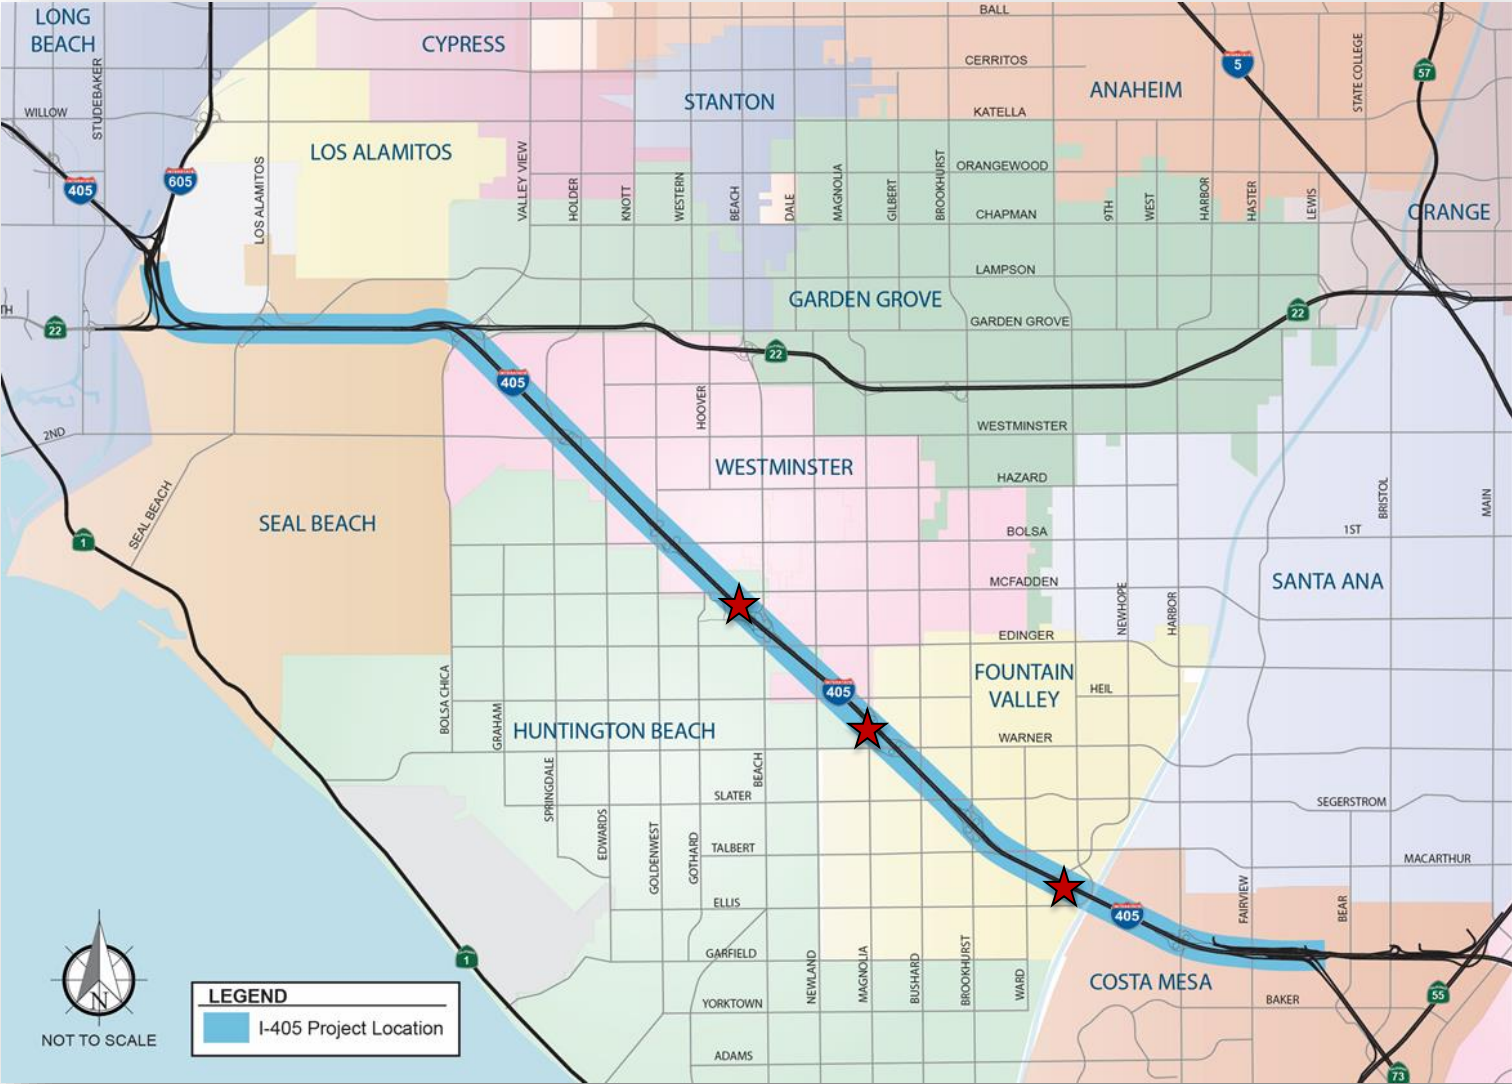 LONG
BEACH
CYPRESS
BALL
CERRITOS
STATE COLLEGE
5
57
STUDEBAKER
WILLOW
STANTON
ANAHEIM
KATELLA
LOS ALAMITOS
405
605
LOS ALAMITOS
VALLEY VIEW
HOLDER
KNOTT
WESTERN
BEACH
DALE
MAGNOLIA
GILBERT
BROOKHURST
ORANGEWOOD
CHAPMAN
9TH
WEST
HARBOR
HASTER
LEWIS
ORANGE
LAMPSON
GARDEN GROVE
GARDEN GROVE
TH
22
22
22
405
HOOVER
WESTMINSTER
2ND
WESTMINSTER
HAZARD
BRISTOL
MAIN
SEAL BEACH
SEAL BEACH
1
BOLSA
1ST
MCFADDEN
SANTA ANA
NEWHOPE
HARBOR
EDINGER
FOUNTAIN
VALLEY
HEIL
405
BOLSA CHICA
GRAHAM
HUNTINGTON BEACH
WARNER
SPRINGDALE
BEACH
SLATER
SEGERSTROM
EDWARDS
GOLDENWEST
GOTHARD
TALBERT
MACARTHUR
ELLIS
FAIRVIEW
BEAR
405
GARFIELD
NEWLAND
MAGNOLIA
BUSHARD
BROOKHURST
WARD
1
COSTA MESA
YORKTOWN
BAKER
55
ADAMS
73
N
NOT TO SCALE
LEGEND
I-405 Project Location